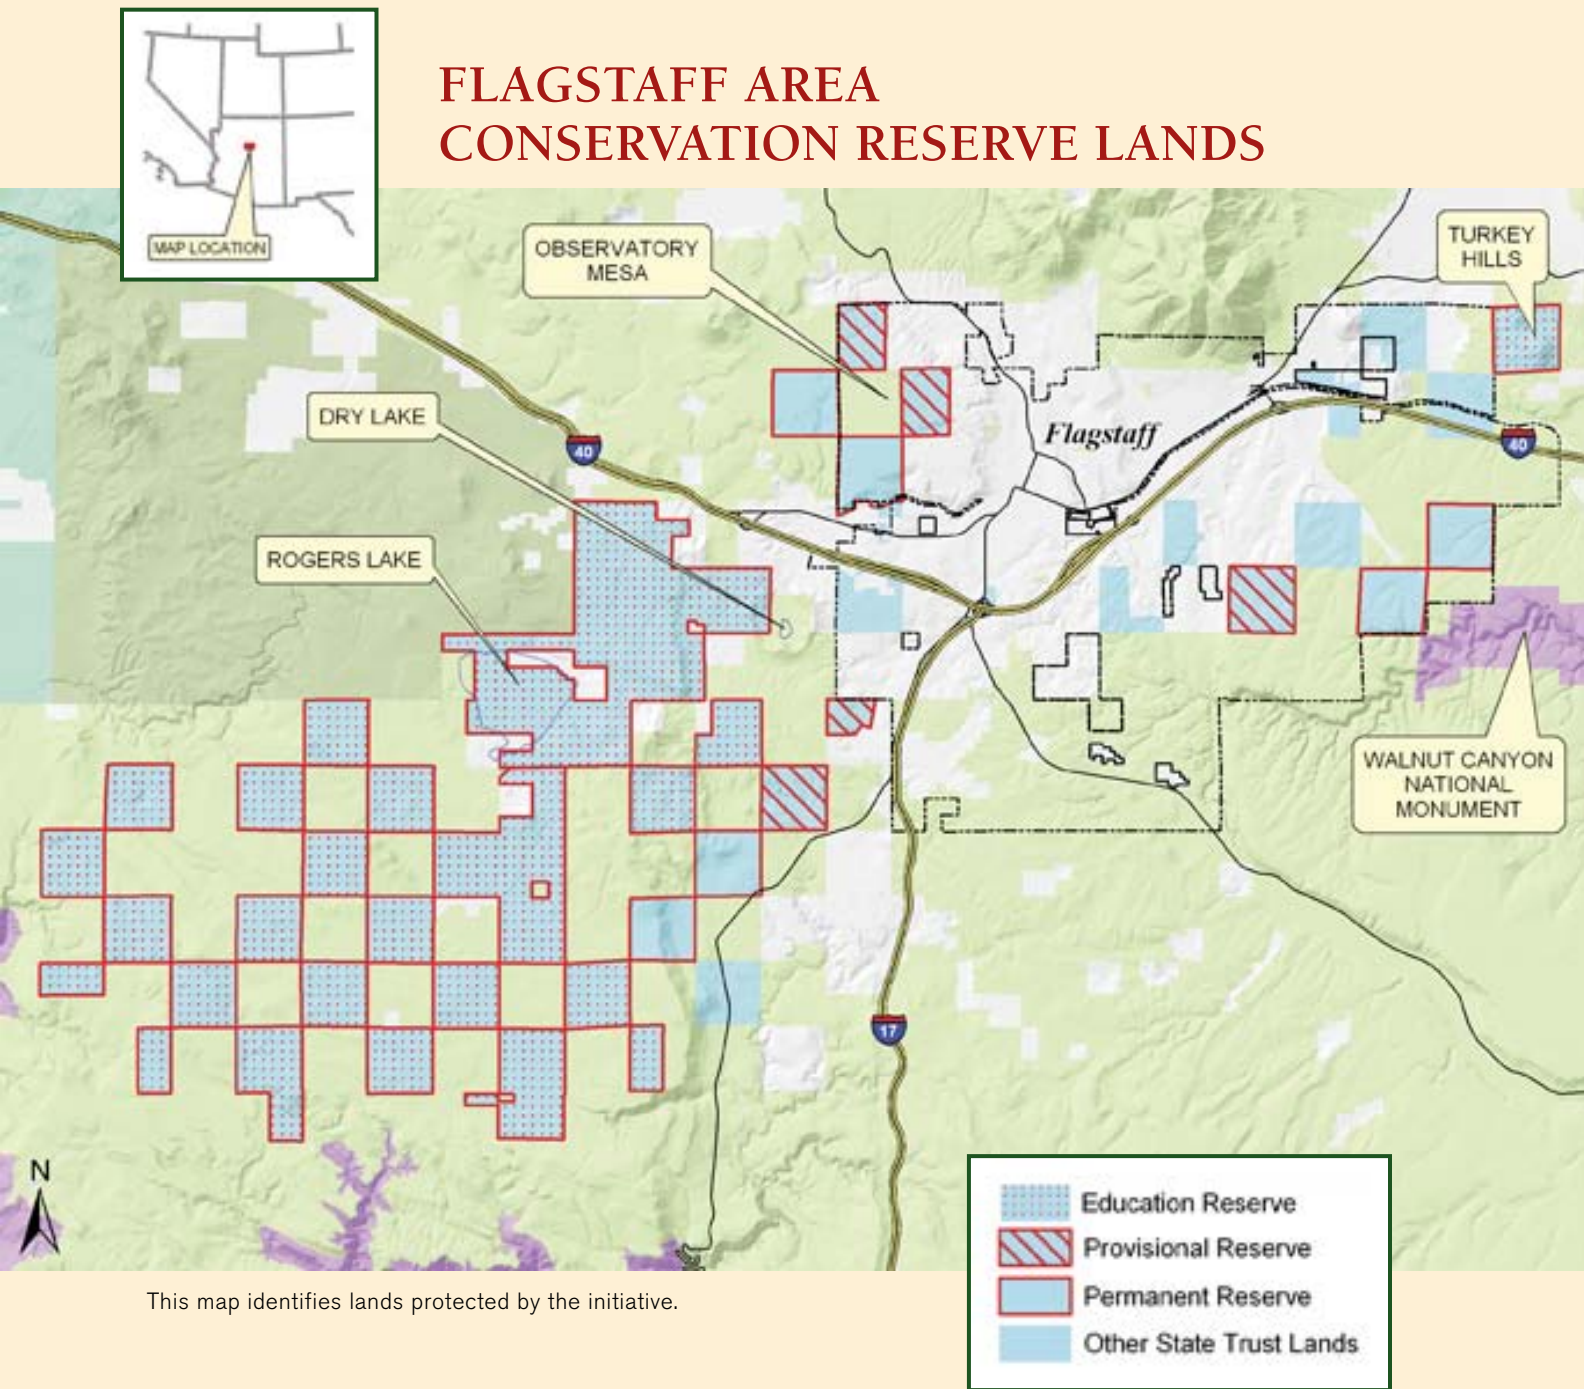 FLAGSTAFF AREA
CONSERVATION RESERVE LANDS
MAP LOCATION
OBSERVATORY
MESA
TURKEY
HILLS
DRY LAKE
Flagstaff
40
40
ROGERS LAKE
WALNUT CANYON
NATIONAL
MONUMENT
17
N
Education Reserve
Provisional Reserve
Permanent Reserve
Other State Trust Lands
This map identifies lands protected by the initiative.